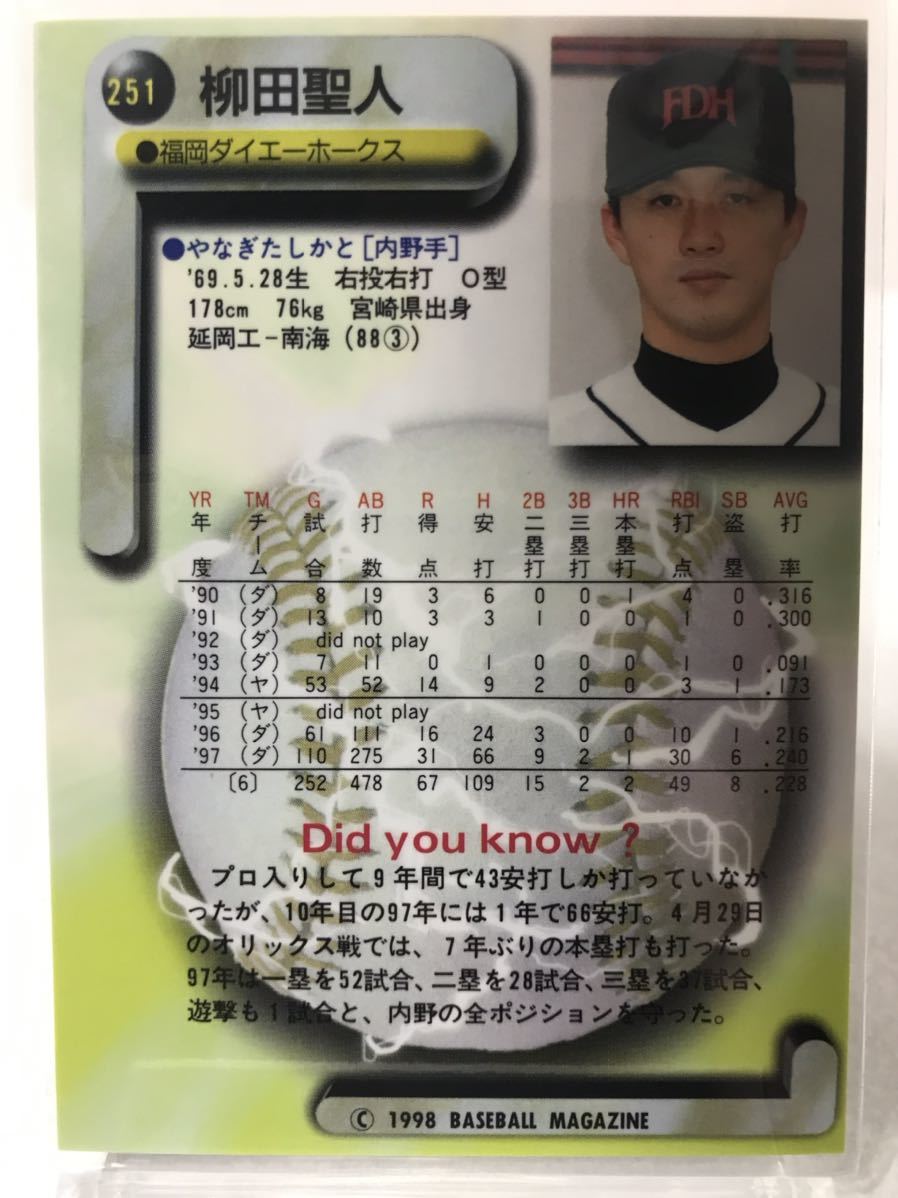 251 柳田聖人
●福岡ダイエーホークス
FDH
●やなぎたしかと[内野手]
'69.5.28生 右投右打 O型
178cm 76kg 宮崎県出身
延岡工－南海（88③）
YR TM G AB R H 2B 3B HR RBI SB AVG
年度 チーム 試合 打数 得点 安打 二塁打 三塁打 本塁打 打点 盗塁 打率
'90 (ダ) 8 19 3 6 0 0 1 4 0 .316
'91 (ダ) 13 10 3 3 1 0 0 1 0 .300
'92 (ダ) did not play
'93 (ダ) 7 11 0 1 0 0 0 1 0 .091
'94 (ヤ) 53 52 14 9 2 0 0 3 1 .173
'95 (ヤ) did not play
'96 (ダ) 61 111 16 24 3 0 0 10 1 .216
'97 (ダ) 110 275 31 66 9 2 1 30 6 .240
〔6〕 252 478 67 109 15 2 2 49 8 .228
Did you know ?
プロ入りして9年間で43安打しか打っていなか
ったが、10年目の97年には1年で66安打。4月29日
のオリックス戦では、7年ぶりの本塁打も打った。
97年は一塁を52試合、二塁を28試合、三塁を37試合、
遊撃も1試合と、内野の全ポジションを守った。
© 1998 BASEBALL MAGAZINE